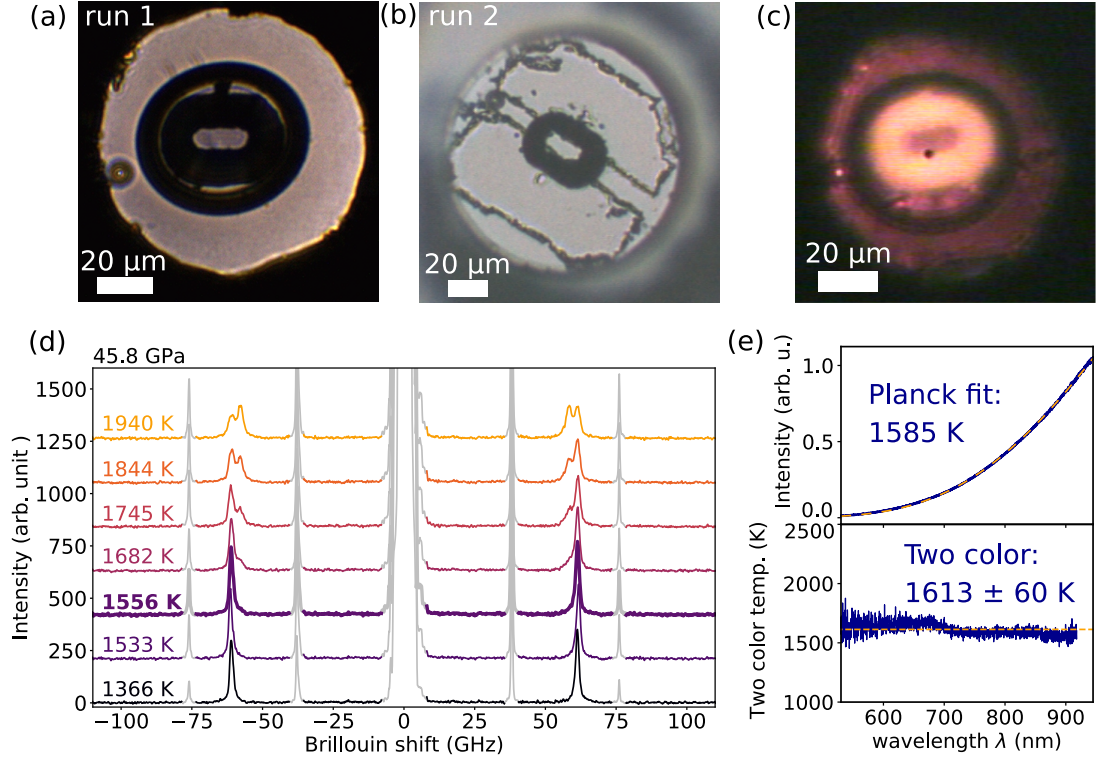 (a) run 1
20 μm
(b) run 2
20 μm
(c)
20 μm
(d)
45.8 GPa
Intensity (arb. unit)
1500
1250
1000
750
500
250
0
1940 K
1844 K
1745 K
1682 K
1556 K
1533 K
1366 K
−100 −75 −50 −25 0 25 50 75 100
Brillouin shift (GHz)
(e)
Intensity (arb. u.)
1.0
0.5
0.0
Planck fit:
1585 K
Two color temp. (K)
2500
2000
1500
1000
Two color:
1613 ± 60 K
600 700 800 900
wavelength λ (nm)